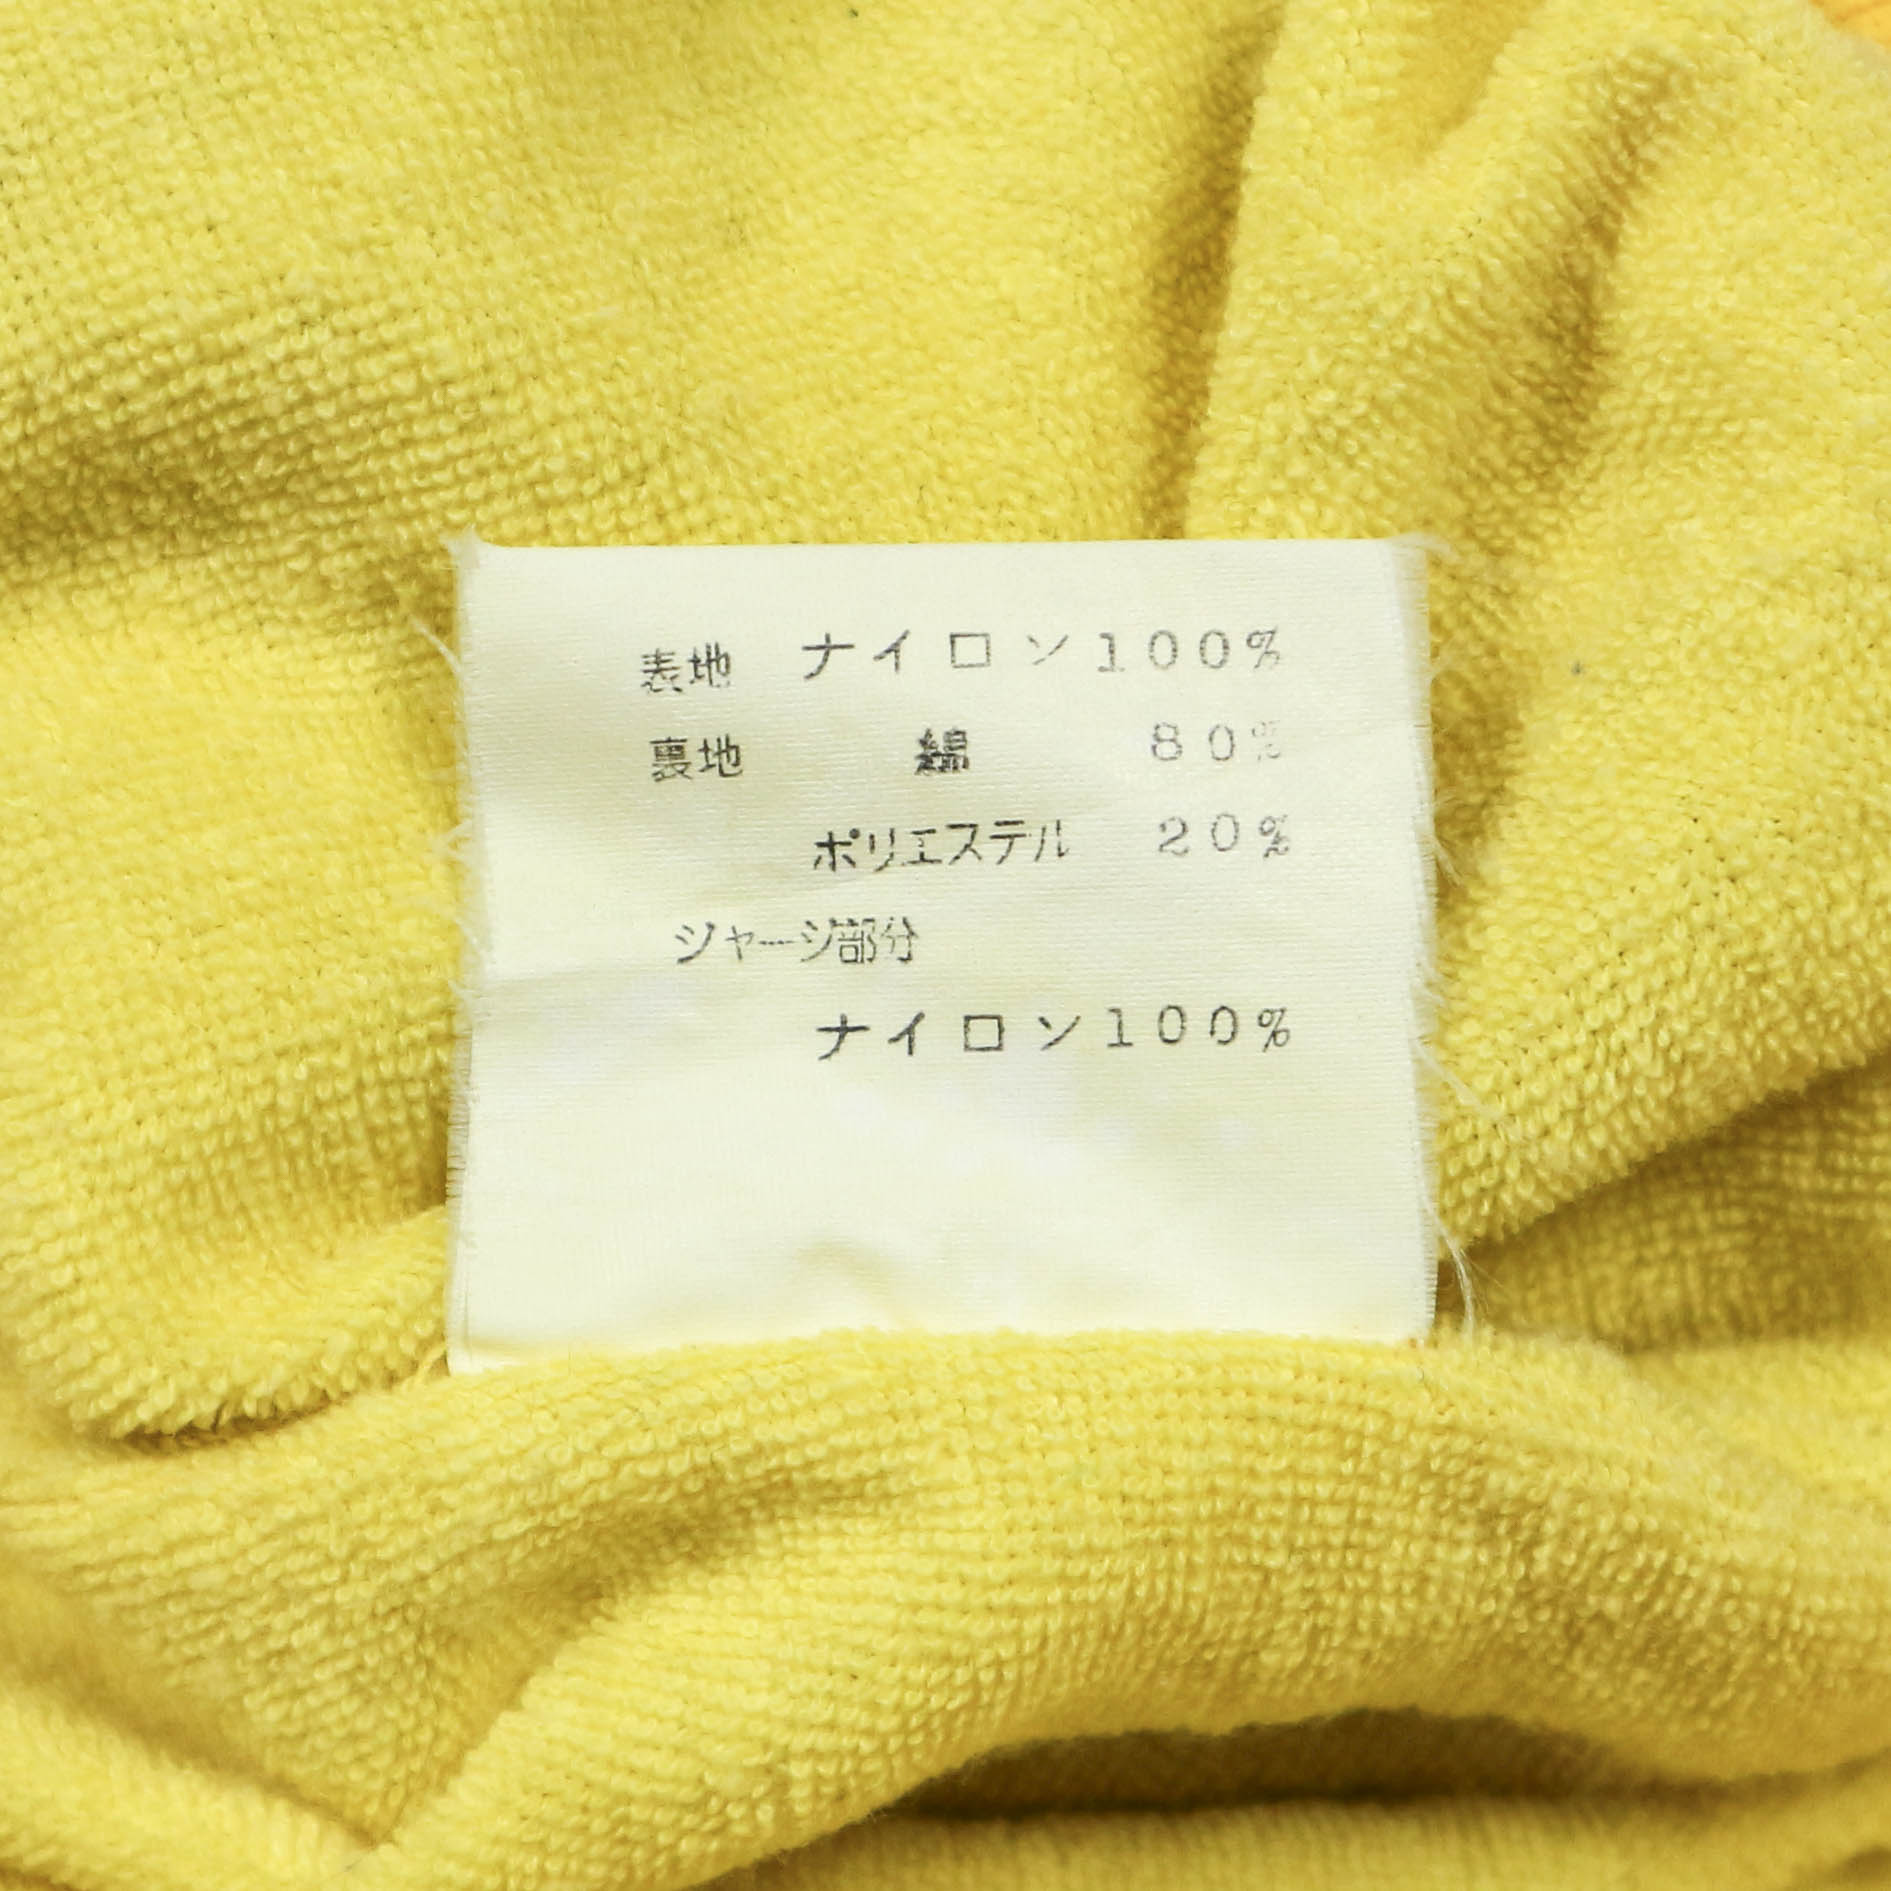 表地 ナイロン100%
裏地 綿 80%
ポリエステル 20%
ジャージ部分
ナイロン100%